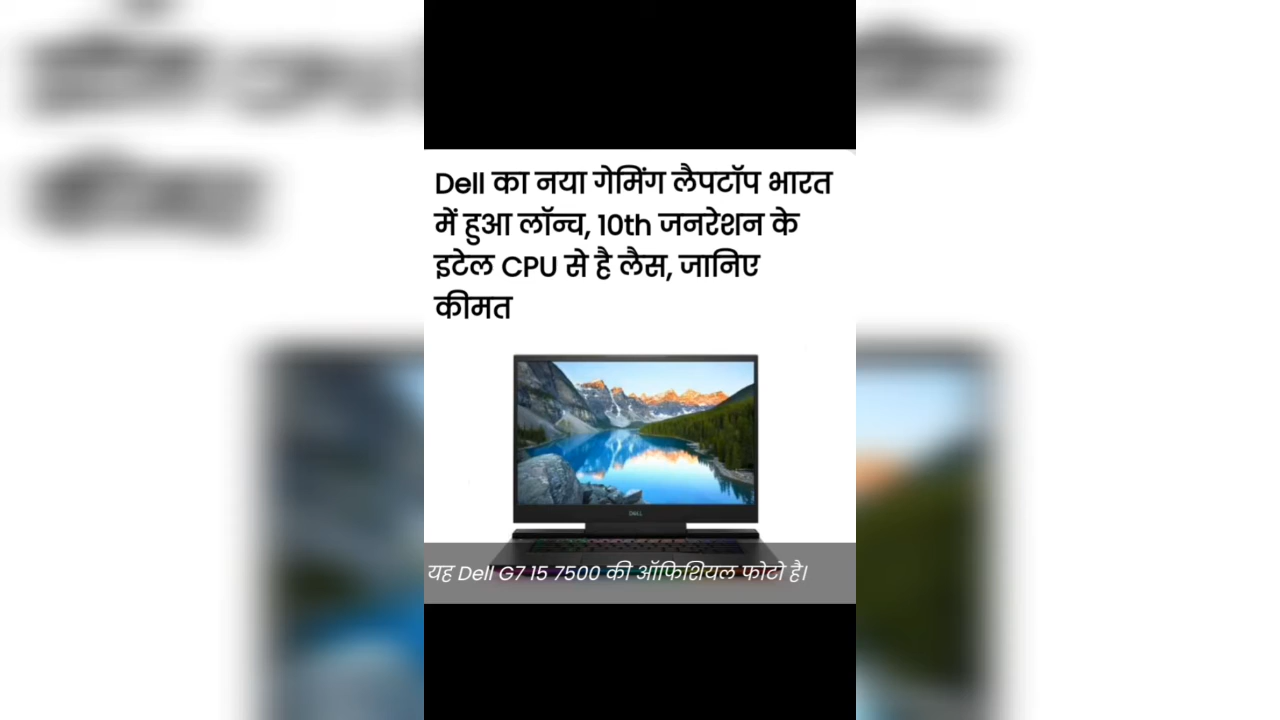 Dell का नया गेमिंग लैपटॉप भारत
में हुआ लॉन्च, 10th जनरेशन के
इटेल CPU से है लैस, जानिए
कीमत
DELL
यह Dell G7 15 7500 की ऑफिशियल फोटो है।